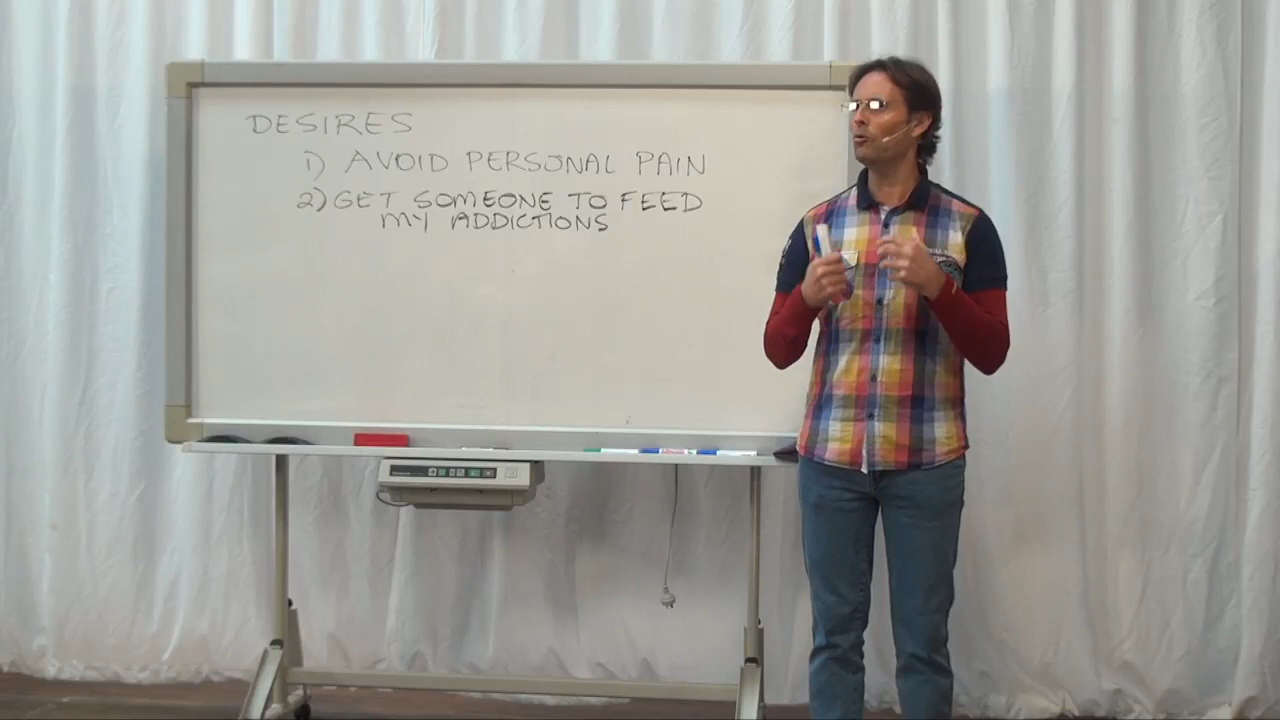 DESIRES
1) AVOID PERSONAL PAIN
2) GET SOMEONE TO FEED
MY ADDICTIONS